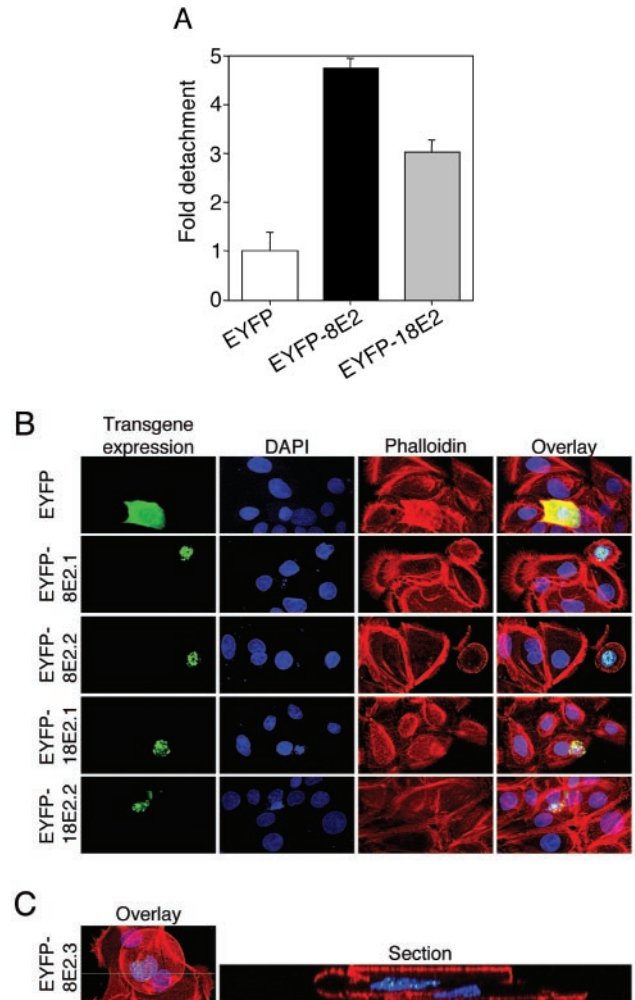 A
5
4
3
2
1
0
Fold detachment
EYFP
EYFP-8E2
EYFP-18E2
B
Transgene
expression
DAPI
Phalloidin
Overlay
EYFP
EYFP-
8E2.1
EYFP-
8E2.2
EYFP-
18E2.1
EYFP-
18E2.2
C
Overlay
Section
EYFP-
8E2.3